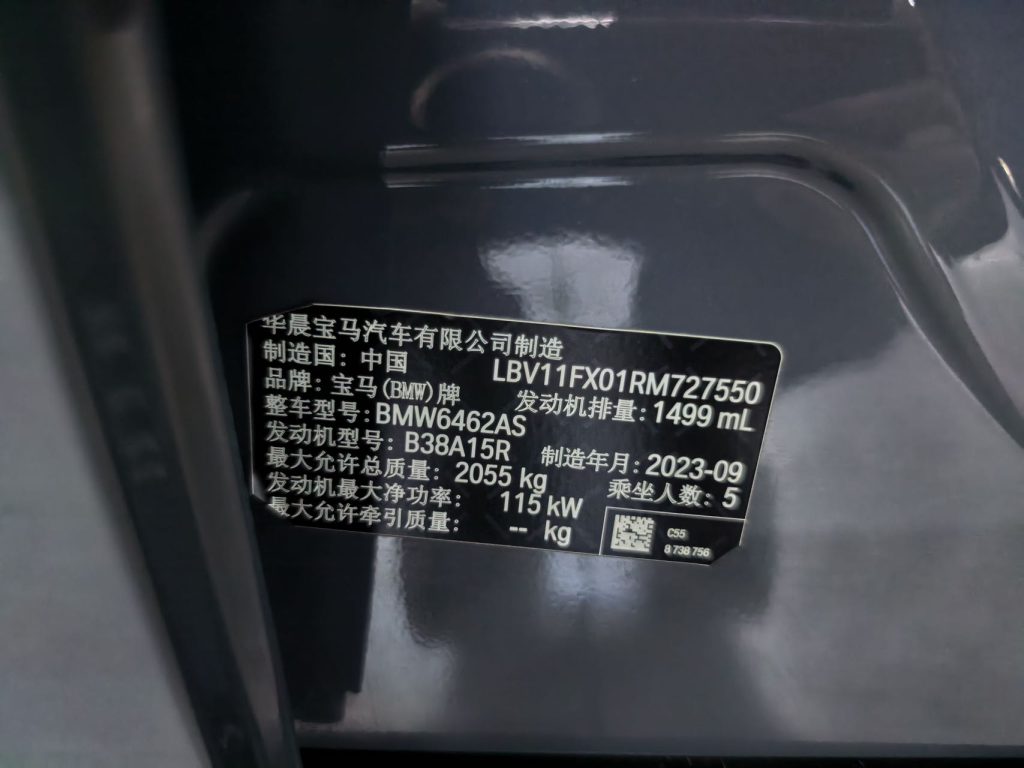 华晨宝马汽车有限公司制造
制造国：中国 LBV11FX01RM727550
品牌：宝马(BMW)牌 发动机排量：1499 mL
整车型号：BMW6462AS
发动机型号：B38A15R 制造年月：2023-09
最大允许总质量：2055 kg 乘坐人数：5
发动机最大净功率：115 kW
最大允许牵引质量：-- kg
C55
8 738 756